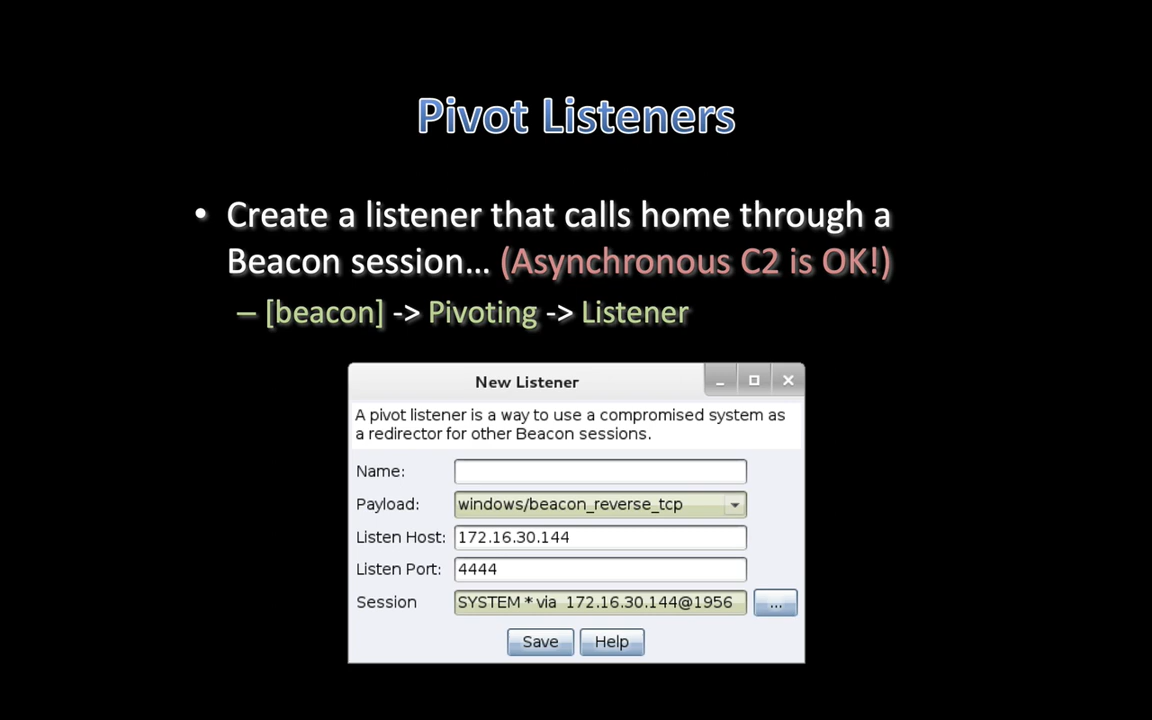 Pivot Listeners
• Create a listener that calls home through a
Beacon session… (Asynchronous C2 is OK!)
– [beacon] -> Pivoting -> Listener
New Listener
A pivot listener is a way to use a compromised system as
a redirector for other Beacon sessions.
Name:
Payload: windows/beacon_reverse_tcp
Listen Host: 172.16.30.144
Listen Port: 4444
Session SYSTEM * via 172.16.30.144@1956 ...
Save Help